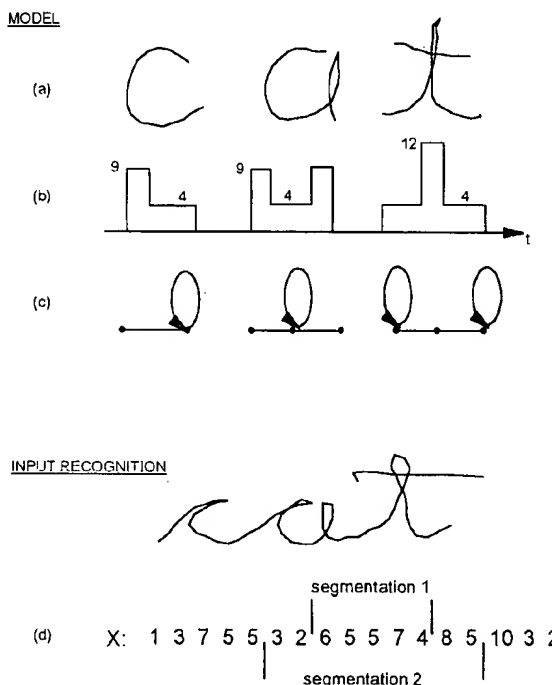 MODEL
(a) c a t
(b) 9 4 9 4 12 4 t
(c)
INPUT RECOGNITION
cat
segmentation 1
(d) X: 1 3 7 5 5 3 2 6 5 5 7 4 8 5 10 3 2
segmentation 2